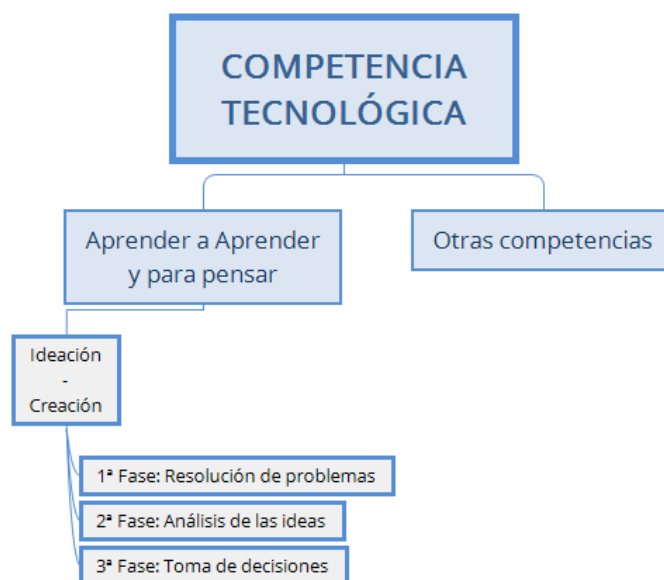 COMPETENCIA
TECNOLÓGICA
Aprender a Aprender
y para pensar
Otras competencias
Ideación
-
Creación
1ª Fase: Resolución de problemas
2ª Fase: Análisis de las ideas
3ª Fase: Toma de decisiones